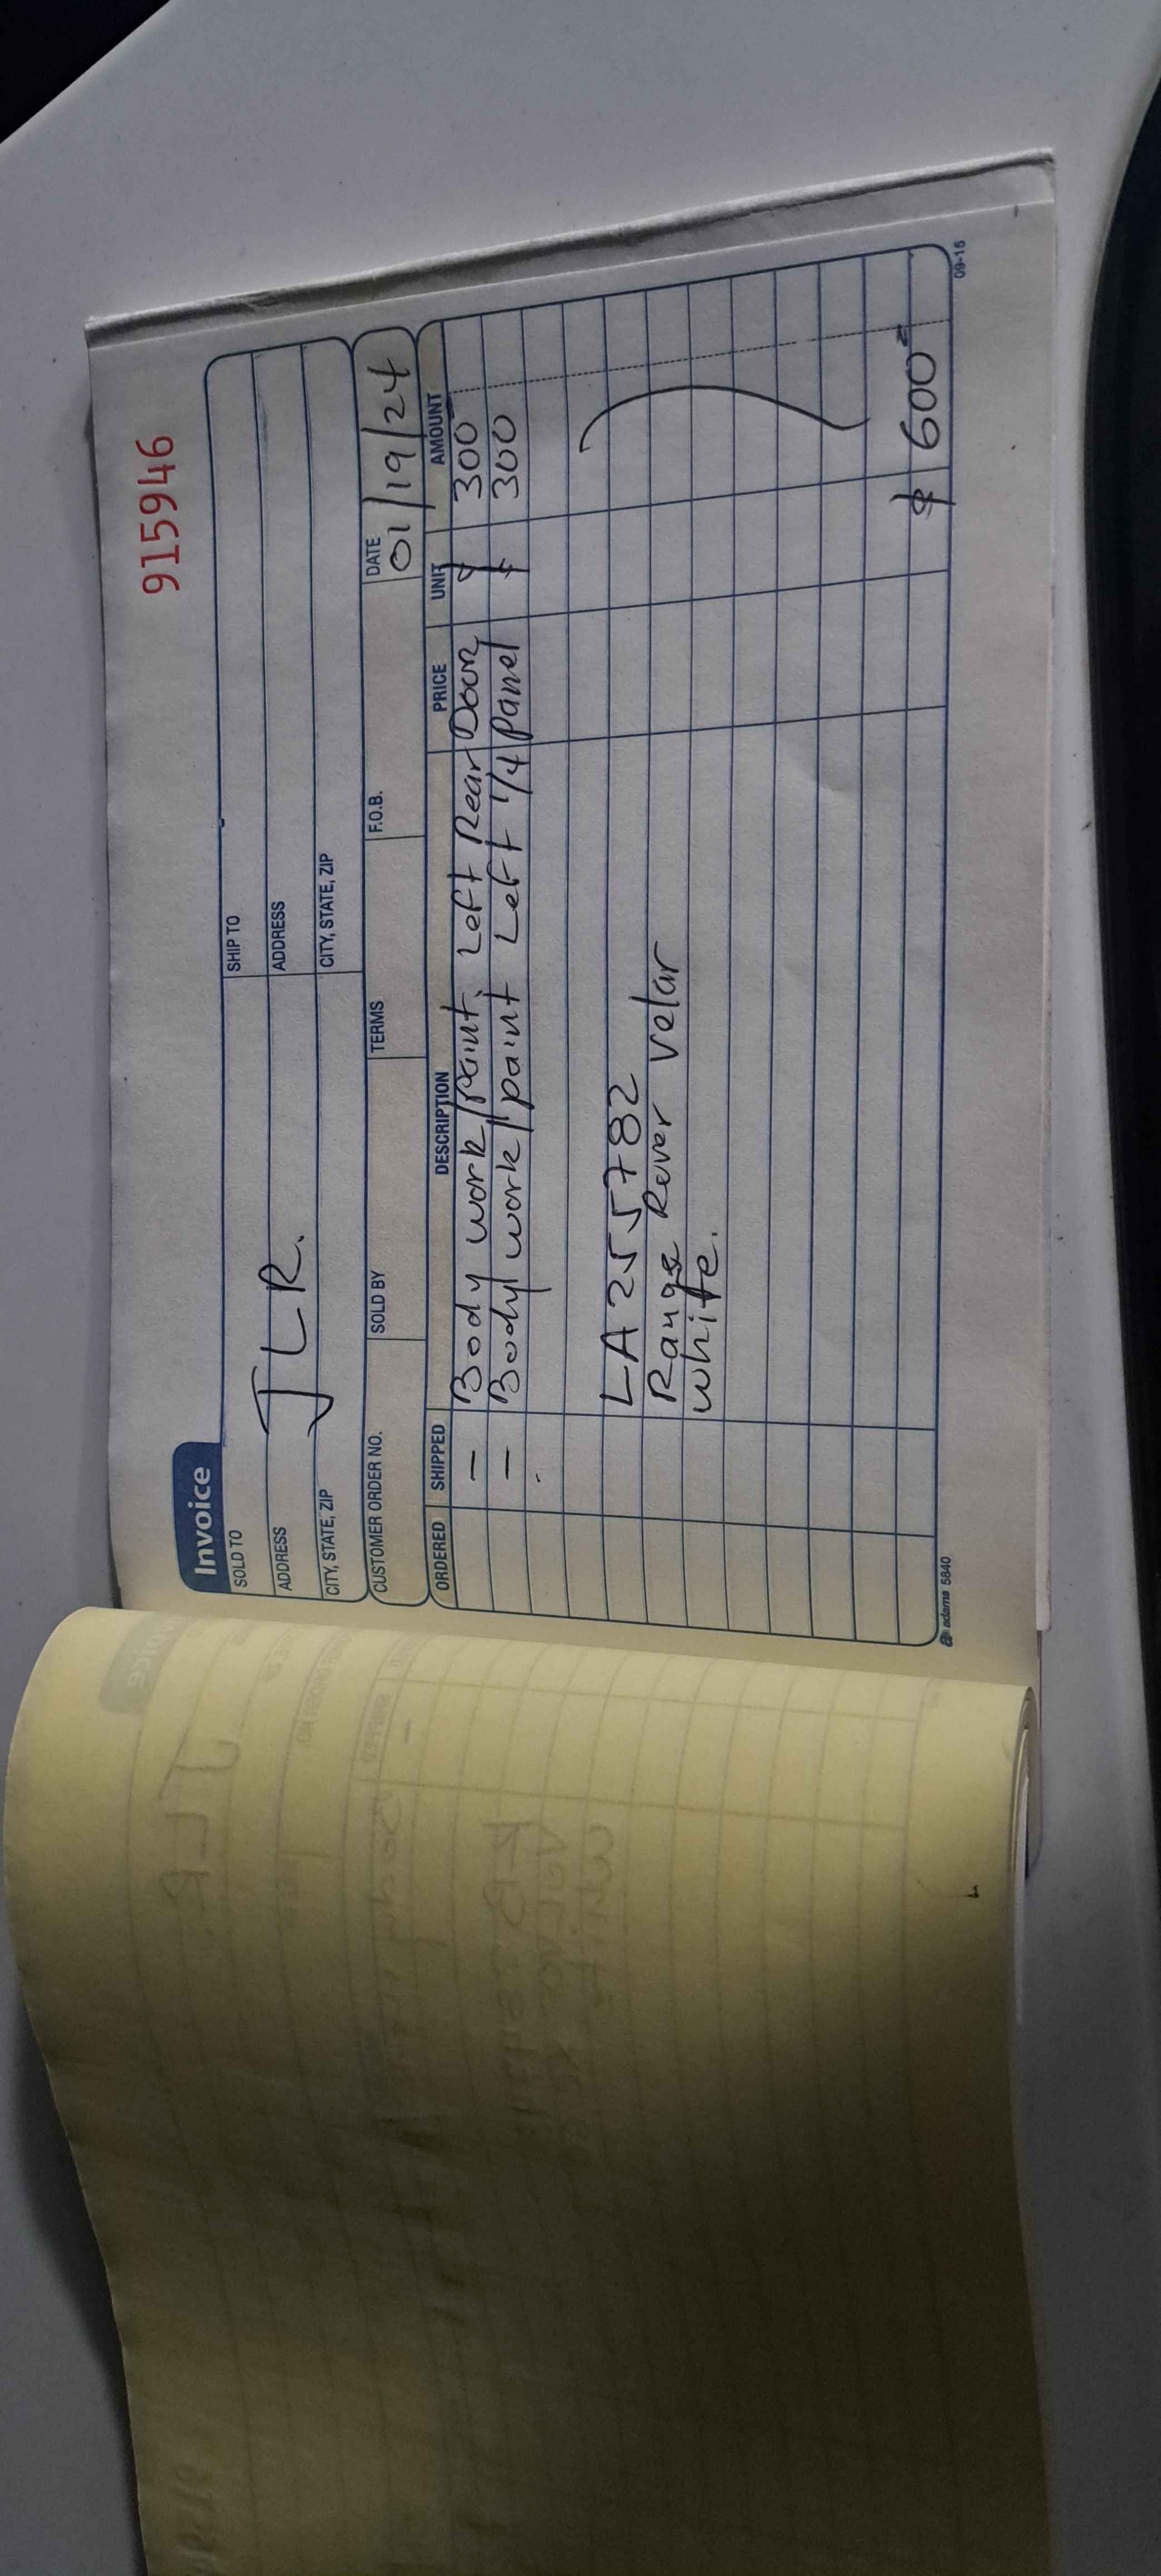 915946
Invoice
SOLD TO JLR. SHIP TO
ADDRESS ADDRESS
CITY, STATE, ZIP CITY, STATE, ZIP
CUSTOMER ORDER NO. SOLD BY TERMS F.O.B. DATE 01/19/24
ORDERED SHIPPED DESCRIPTION PRICE UNIT AMOUNT
- Body work/paint. Left Rear Door $ 300
- Body work/paint Left 1/4 Panel $ 300
LA255782
Range Rover velar
white.
$ 600
adams 5840 09-15